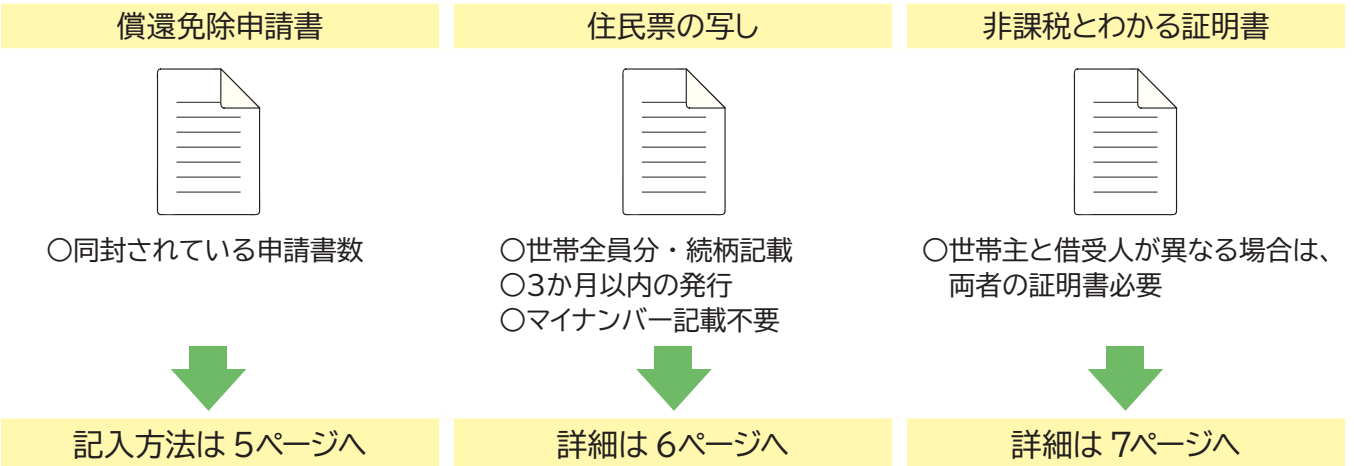 償還免除申請書
○同封されている申請書数
記入方法は 5ページへ
住民票の写し
○世帯全員分・続柄記載
○3か月以内の発行
○マイナンバー記載不要
詳細は 6ページへ
非課税とわかる証明書
○世帯主と借受人が異なる場合は、
両者の証明書必要
詳細は 7ページへ